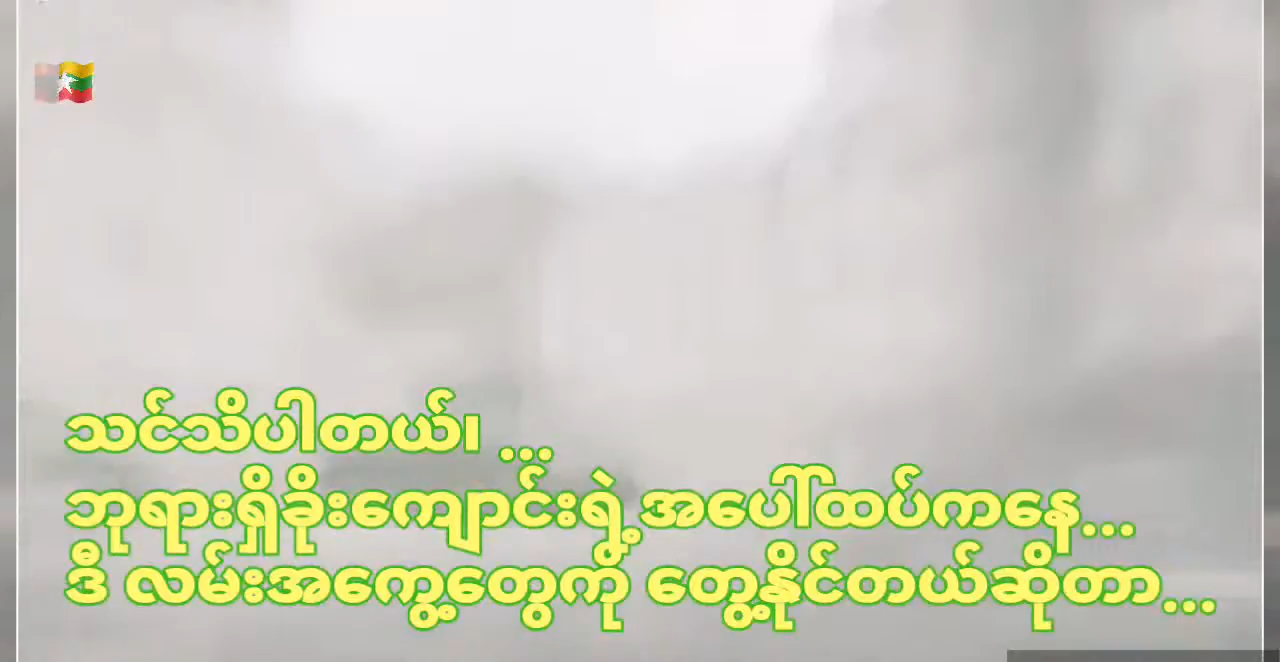 သင်သိပါတယ်၊ ...
ဘုရားရှိခိုးကျောင်းရဲ့အပေါ်ထပ်ကနေ...
ဒီ လမ်းအကွေ့တွေကို တွေ့နိုင်တယ်ဆိုတာ...